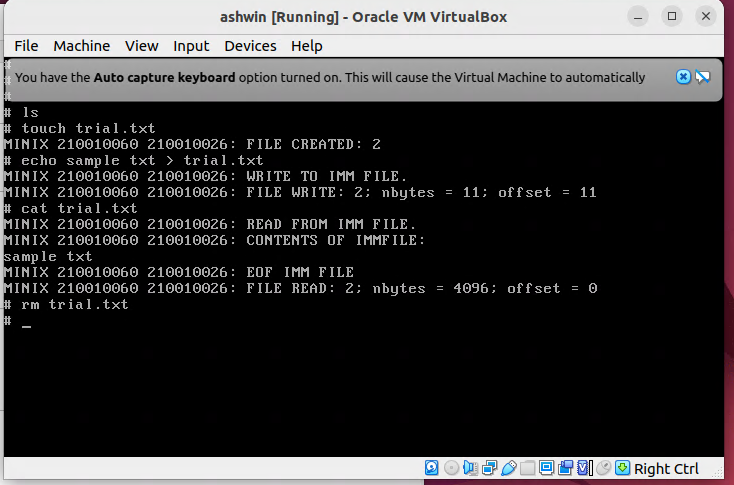 ashwin [Running] - Oracle VM VirtualBox
File Machine View Input Devices Help
#
You have the Auto capture keyboard option turned on. This will cause the Virtual Machine to automatically
#
# ls
# touch trial.txt
MINIX 210010060 210010026: FILE CREATED: 2
# echo sample txt > trial.txt
MINIX 210010060 210010026: WRITE TO IMM FILE.
MINIX 210010060 210010026: FILE WRITE: 2; nbytes = 11; offset = 11
# cat trial.txt
MINIX 210010060 210010026: READ FROM IMM FILE.
MINIX 210010060 210010026: CONTENTS OF IMMFILE:
sample txt
MINIX 210010060 210010026: EOF IMM FILE
MINIX 210010060 210010026: FILE READ: 2; nbytes = 4096; offset = 0
# rm trial.txt
# _
Right Ctrl